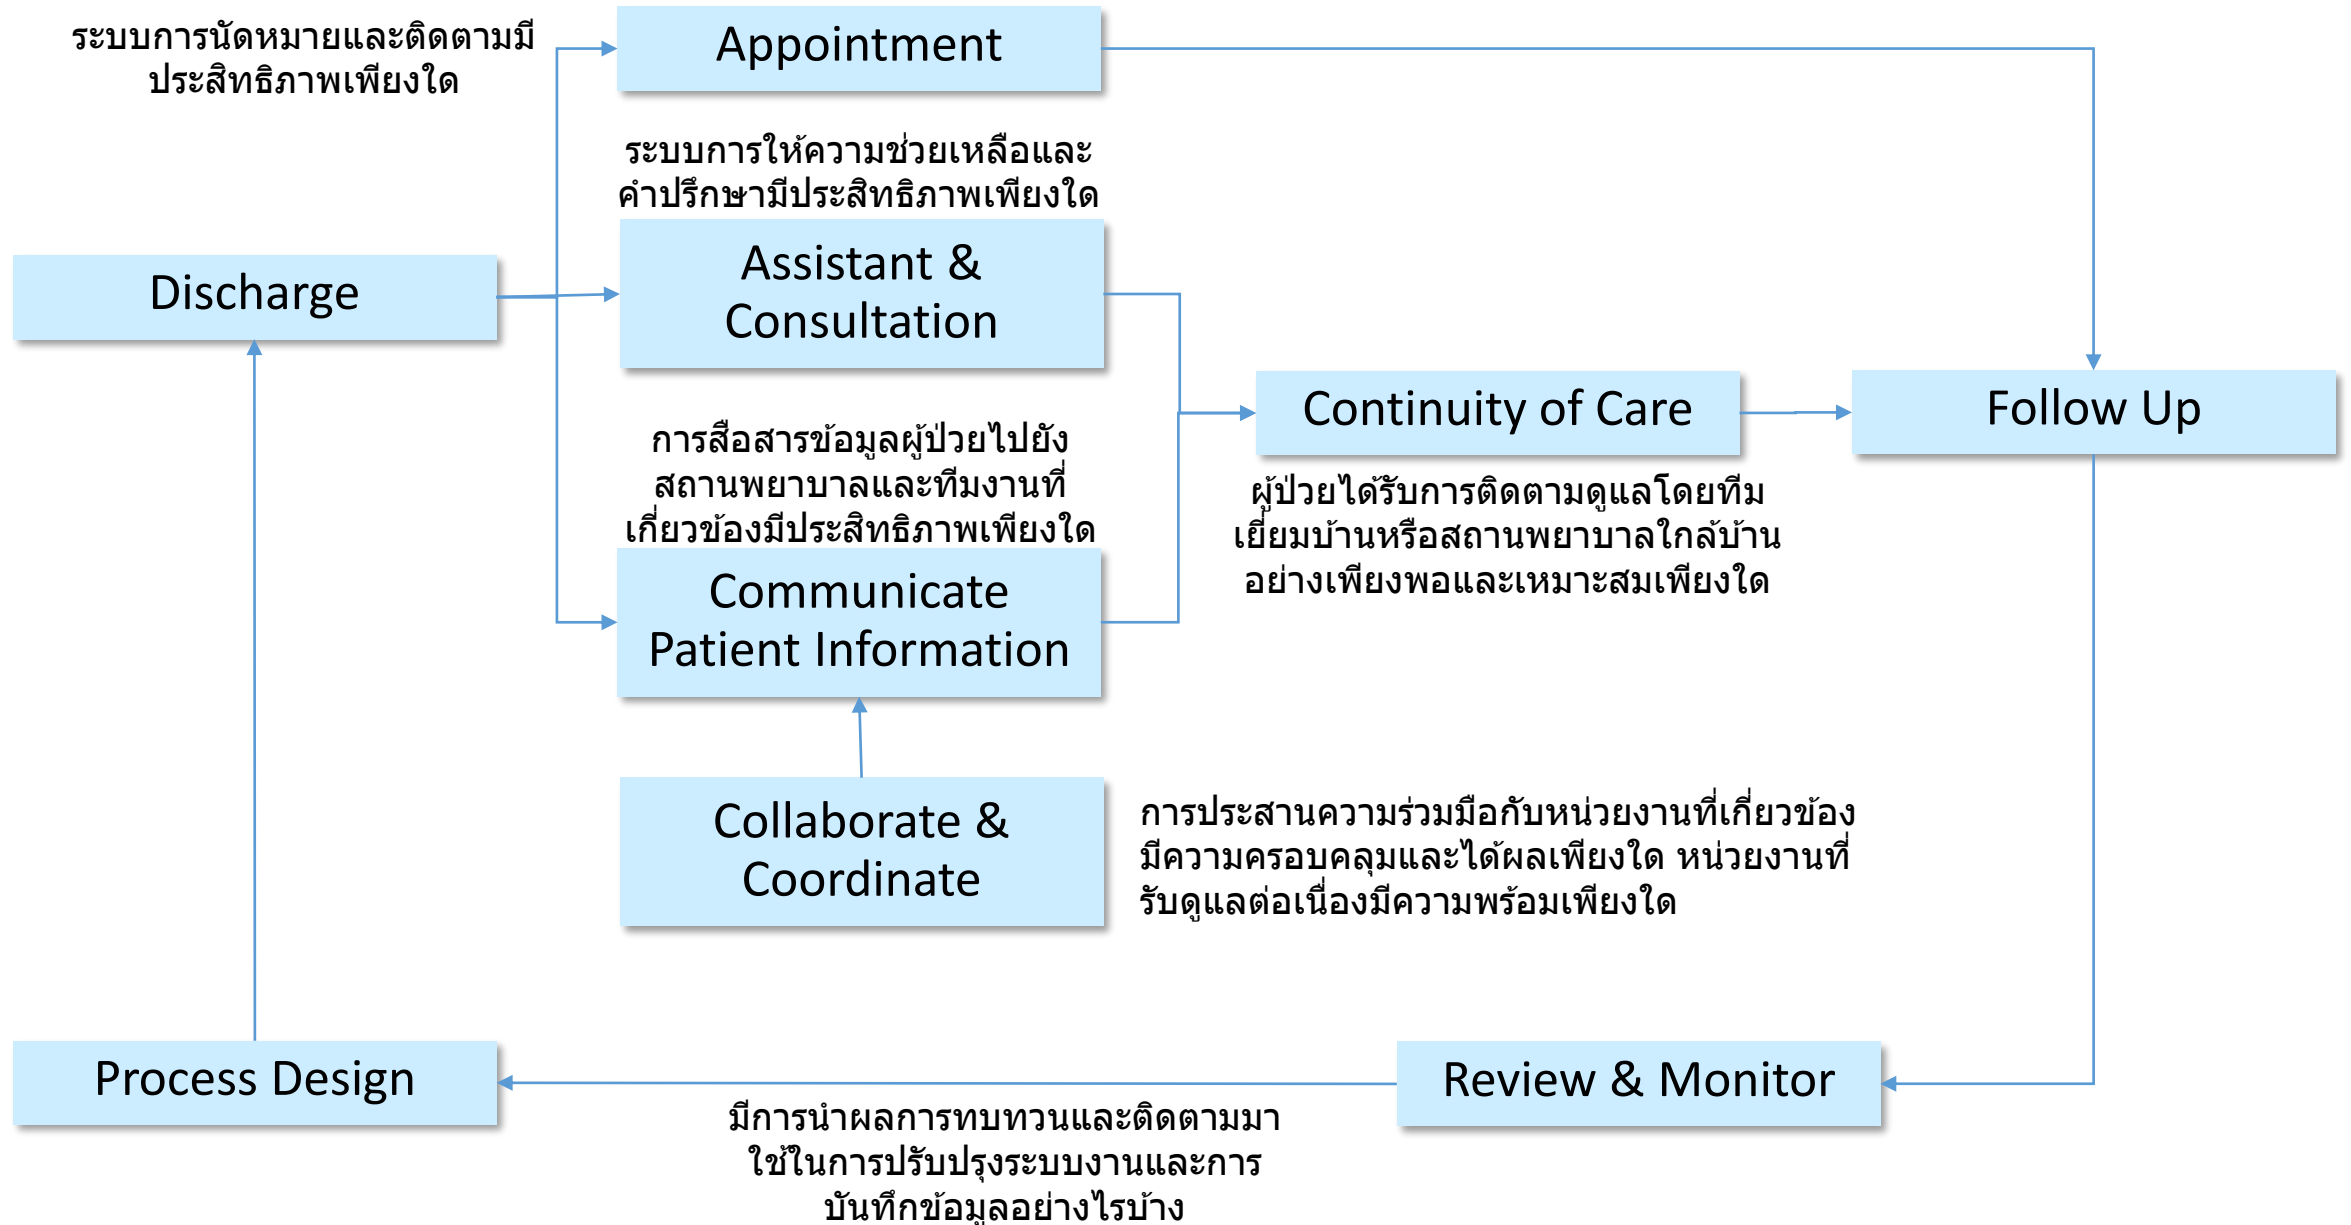 ระบบการนัดหมายและติดตามมี
ประสิทธิภาพเพียงใด
Appointment
ระบบการให้ความช่วยเหลือและ
คำปรึกษามีประสิทธิภาพเพียงใด
Assistant &
Consultation
Discharge
การสื่อสารข้อมูลผู้ป่วยไปยัง
สถานพยาบาลและทีมงานที่
เกี่ยวข้องมีประสิทธิภาพเพียงใด
Communicate
Patient Information
Continuity of Care
ผู้ป่วยได้รับการติดตามดูแลโดยทีม
เยี่ยมบ้านหรือสถานพยาบาลใกล้บ้าน
อย่างเพียงพอและเหมาะสมเพียงใด
Follow Up
Collaborate &
Coordinate
การประสานความร่วมมือกับหน่วยงานที่เกี่ยวข้อง
มีความครอบคลุมและได้ผลเพียงใด หน่วยงานที่
รับดูแลต่อเนื่องมีความพร้อมเพียงใด
Process Design
Review & Monitor
มีการนำผลการทบทวนและติดตามมา
ใช้ในการปรับปรุงระบบงานและการ
บันทึกข้อมูลอย่างไรบ้าง